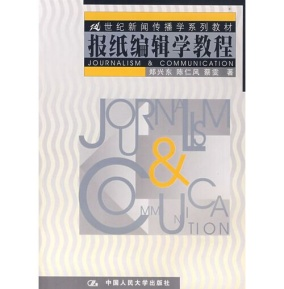 21世纪新闻传播学系列教材
报纸编辑学教程
JOURNALISM & COMMUNICATION
郑兴东 陈仁风 蔡雯 著
JOURNALISM
&
COMMUNICATION
中国人民大学出版社